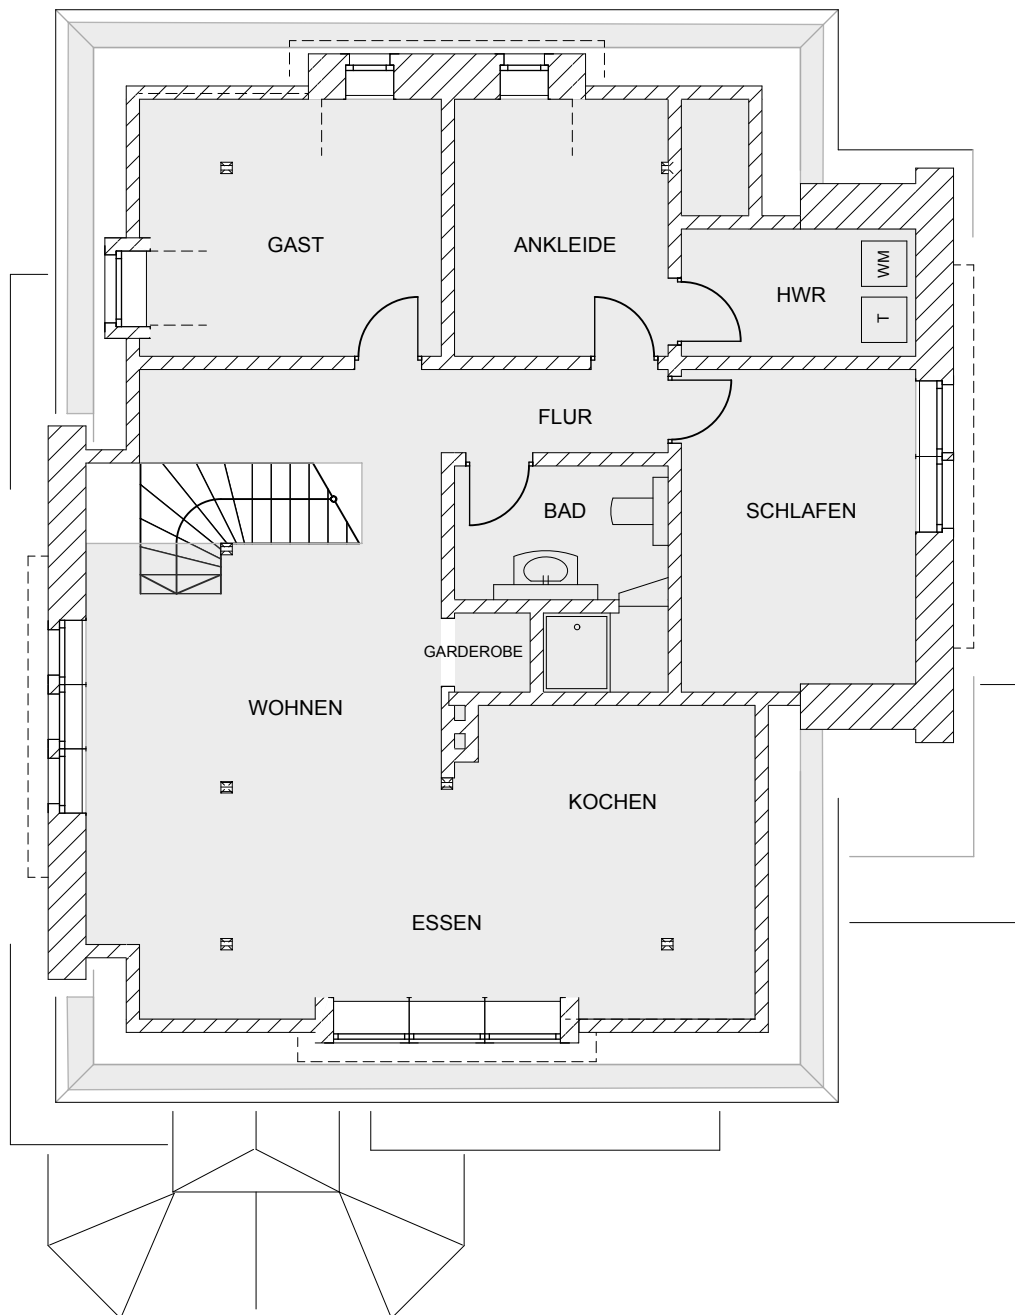 GAST
ANKLEIDE
HWR
WM
T
FLUR
BAD
SCHLAFEN
GARDEROBE
WOHNEN
KOCHEN
ESSEN